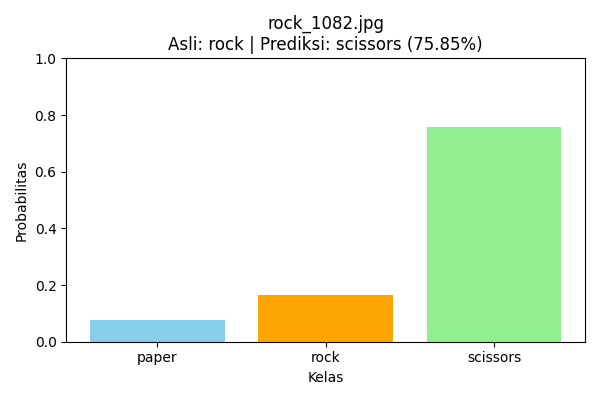 rock_1082.jpg
Asli: rock | Prediksi: scissors (75.85%)
1.0
0.8
0.6
0.4
0.2
0.0
Probabilitas
paper rock scissors
Kelas